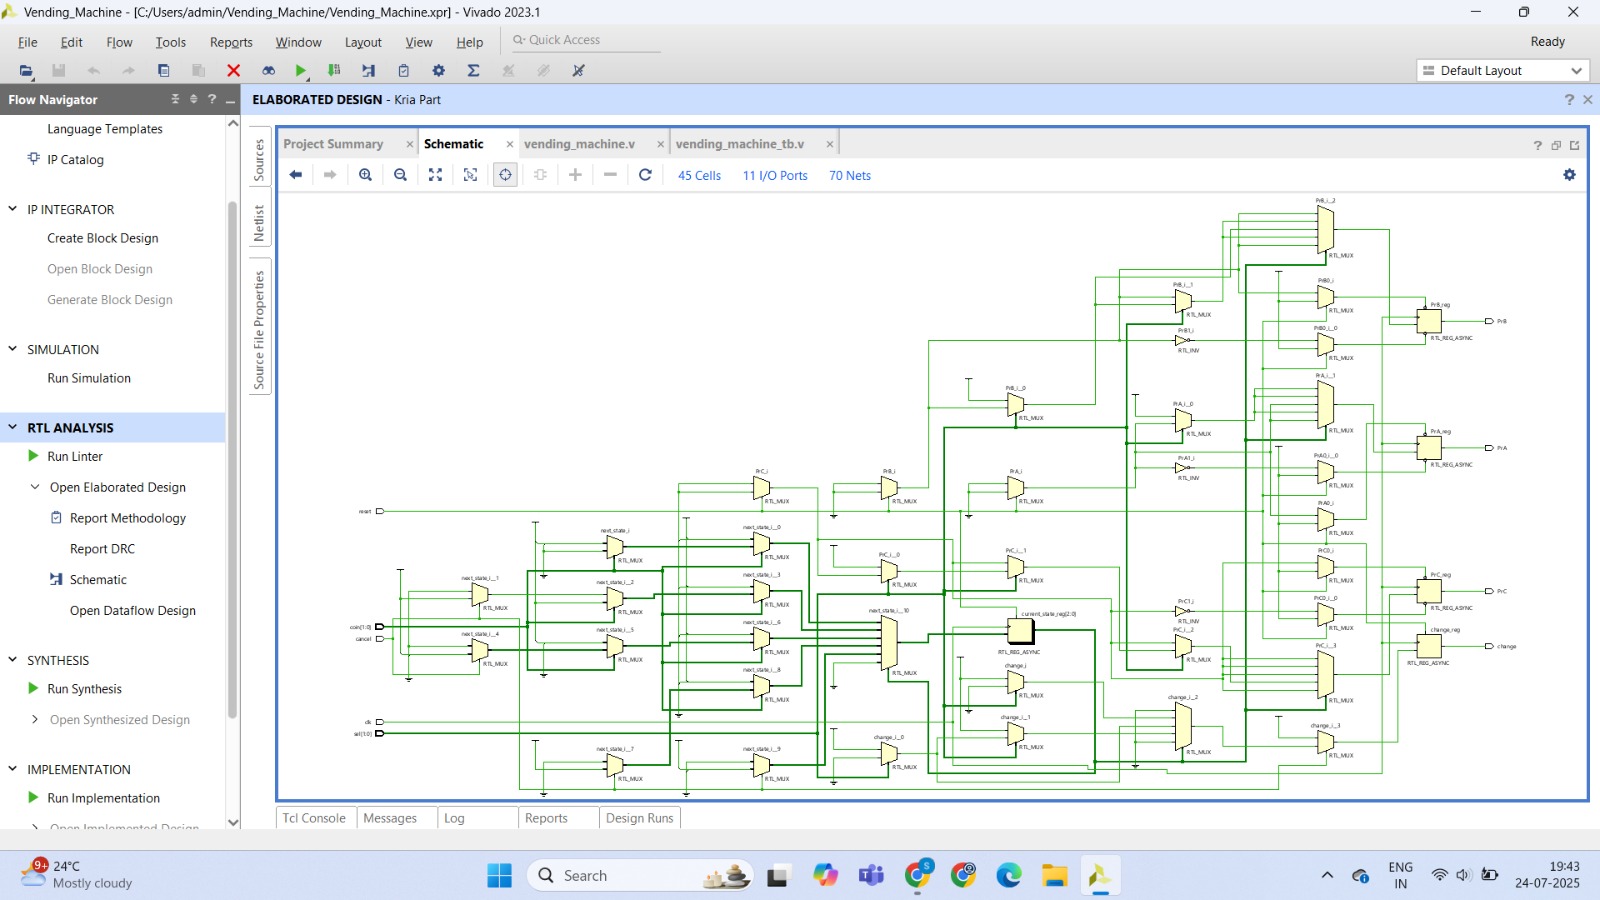 Vending_Machine - [C:/Users/admin/Vending_Machine/Vending_Machine.xpr] - Vivado 2023.1
File Edit Flow Tools Reports Window Layout View Help Quick Access
Ready
Default Layout
Flow Navigator
ELABORATED DESIGN - Kria Part
Language Templates
IP Catalog
IP INTEGRATOR
Create Block Design
Open Block Design
Generate Block Design
SIMULATION
Run Simulation
RTL ANALYSIS
Run Linter
Open Elaborated Design
Report Methodology
Report DRC
Schematic
Open Dataflow Design
SYNTHESIS
Run Synthesis
Open Synthesized Design
IMPLEMENTATION
Run Implementation
Open Implemented Design
Sources
Netlist
Source File Properties
Project Summary Schematic vending_machine.v vending_machine_tb.v
45 Cells 11 I/O Ports 70 Nets
PrB_i__2
RTL_MUX
PrB_i__1
RTL_MUX
PrB0_i
RTL_MUX
PrB_reg
RTL_REG_ASYNC
PrB
PrB1_i
RTL_INV
PrB0_i__0
RTL_MUX
PrB_i__0
RTL_MUX
PrA_i__0
RTL_MUX
PrA_i__1
RTL_MUX
PrA_reg
RTL_REG_ASYNC
PrA
PrA1_i
RTL_INV
PrA0_i__0
RTL_MUX
PrC_i
RTL_MUX
PrB_i
RTL_MUX
PrA_i
RTL_MUX
PrA0_i
RTL_MUX
reset
next_state_i
RTL_MUX
next_state_i__0
RTL_MUX
PrC_i__0
RTL_MUX
PrC_i__1
RTL_MUX
PrC0_i
RTL_MUX
PrC_reg
RTL_REG_ASYNC
PrC
next_state_i__1
RTL_MUX
next_state_i__2
RTL_MUX
next_state_i__3
RTL_MUX
PrC1_i
RTL_INV
PrC0_i__0
RTL_MUX
coin[1:0]
cancel
next_state_i__4
RTL_MUX
next_state_i__5
RTL_MUX
next_state_i__6
RTL_MUX
next_state_i__10
RTL_MUX
current_state_reg[2:0]
RTL_REG_ASYNC
PrC_i__2
RTL_MUX
PrC_i__3
RTL_MUX
change_reg
RTL_REG_ASYNC
change
next_state_i__8
RTL_MUX
change_i
RTL_MUX
change_i__2
RTL_MUX
clk
sel[1:0]
next_state_i__7
RTL_MUX
next_state_i__9
RTL_MUX
change_i__0
RTL_MUX
change_i__1
RTL_MUX
change_i__3
RTL_MUX
Tcl Console Messages Log Reports Design Runs
9+
24°C
Mostly cloudy
Search
S
ENG
IN
19:43
24-07-2025